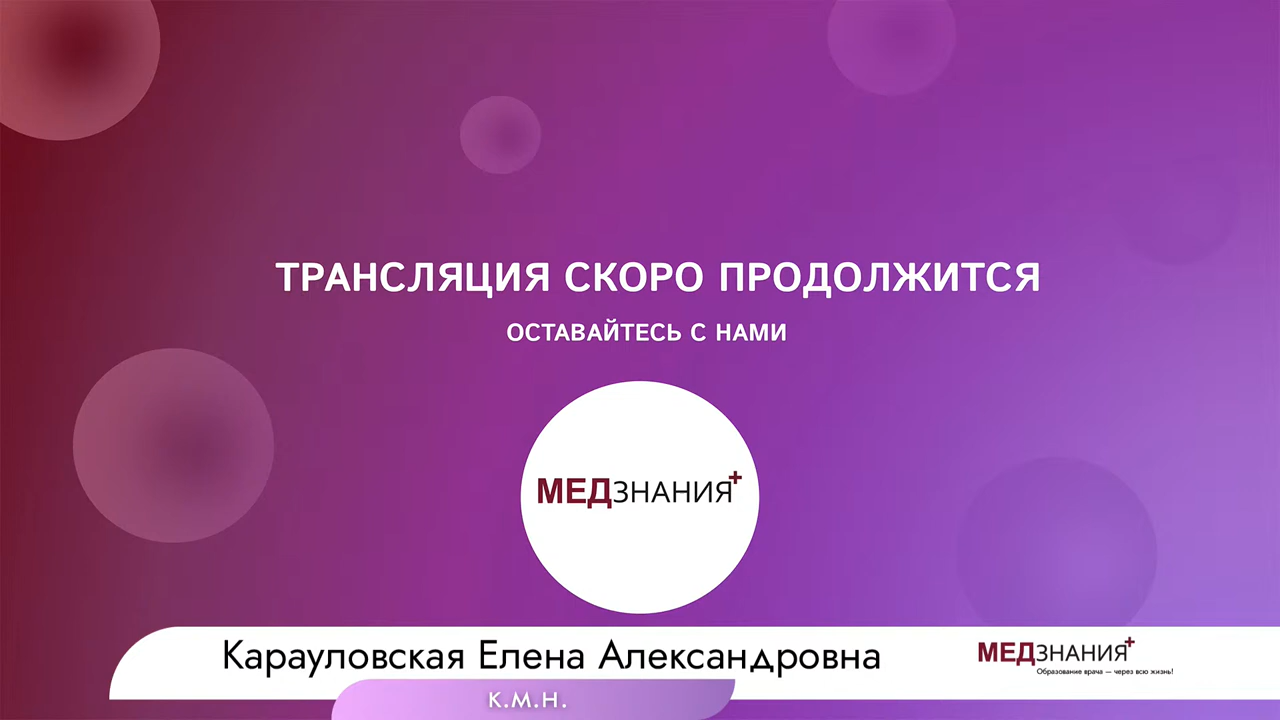 ТРАНСЛЯЦИЯ СКОРО ПРОДОЛЖИТСЯ
ОСТАВАЙТЕСЬ С НАМИ
МЕДЗНАНИЯ+
Карауловская Елена Александровна
МЕДЗНАНИЯ+
Образование врача — через всю жизнь!
К.М.Н.